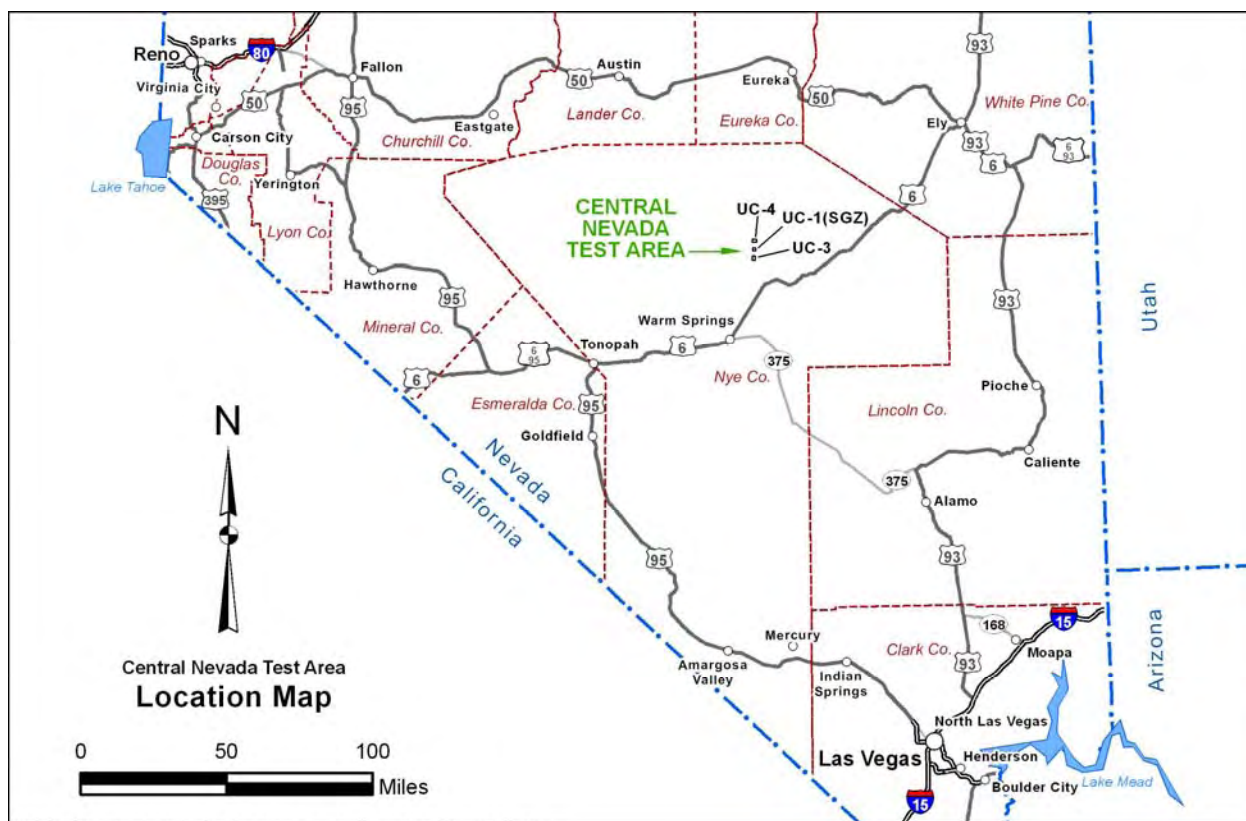 Sparks
Reno
80
93
Virginia City
Fallon
Austin
Eureka
50
50
95
50
50
White Pine Co.
Eastgate
Lander Co.
Eureka Co.
Ely
Carson City
Churchill Co.
93
6
6
93
Douglas
Co.
Lake Tahoe
Yerington
395
6
Lyon Co.
CENTRAL
NEVADA
TEST AREA
UC-4
UC-1(SGZ)
UC-3
Hawthorne
95
93
Utah
Mineral Co.
Warm Springs
Tonopah
6
95
6
375
6
Nye Co.
Pioche
Esmeralda Co.
95
Lincoln Co.
N
Goldfield
Nevada
California
Caliente
375
Alamo
95
93
Arizona
Mercury
168
15
Central Nevada Test Area
Location Map
Amargosa
Valley
Indian
Springs
Clark Co.
93
Moapa
North Las Vegas
0
50
100
Miles
Las Vegas
Henderson
Lake Mead
Boulder City
15